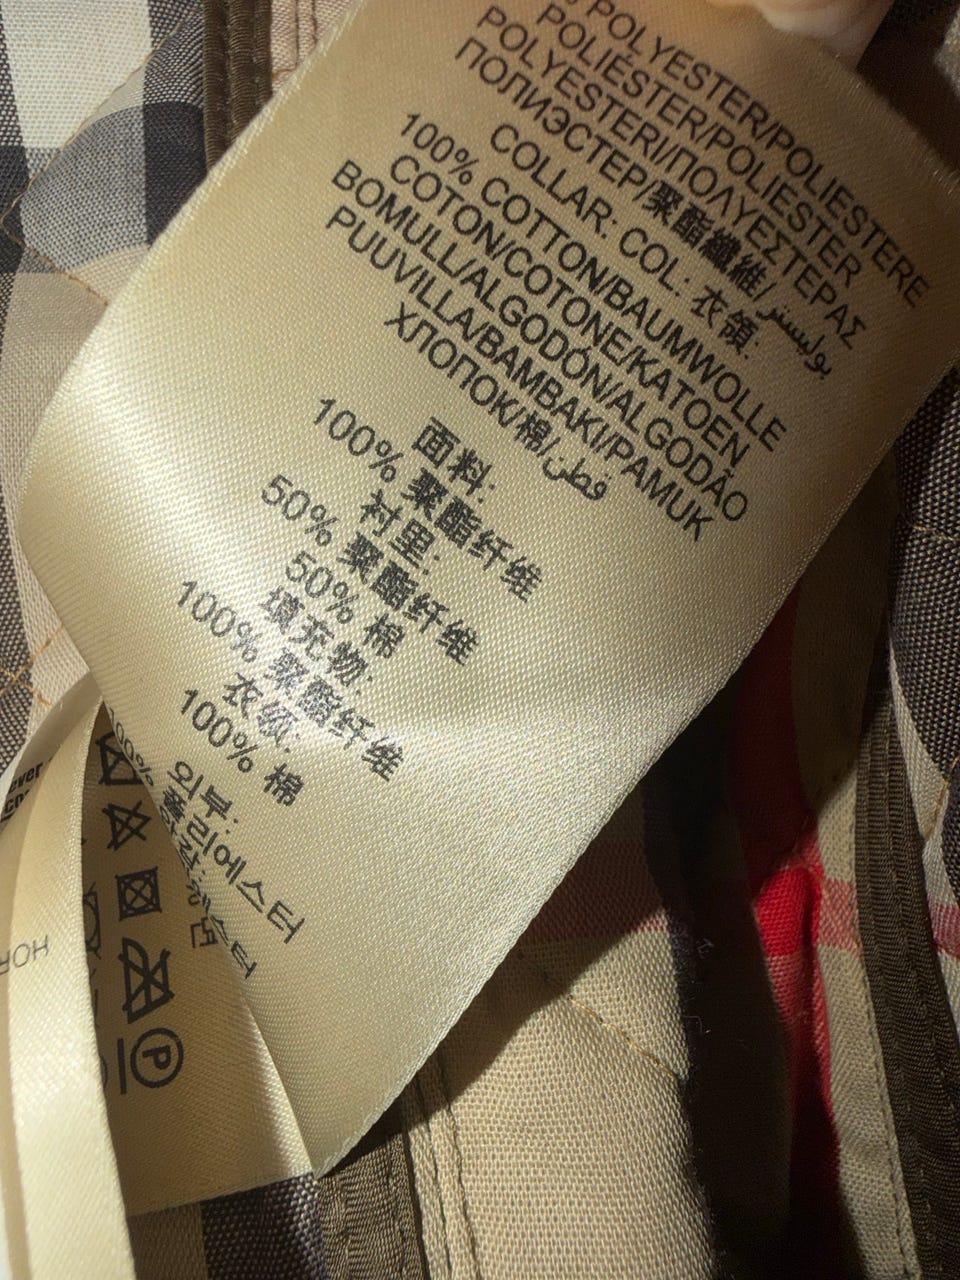 % POLYESTER/POLIESTERE
POLIÉSTER/POLIESTER
POLYESTERI/ΠΟΛΥΕΣΤΕΡΑΣ
ПОЛИЭСТЕР/聚酯纖維/بوليستر
COLLAR: COL: 衣領:
100% COTTON/BAUMWOLLE
COTON/COTONE/KATOEN
BOMULL/ALGODÓN/ALGODÃO
PUUVILLA/BAMBAKI/PAMUK
ХЛОПОК/棉/قطن
面料:
100% 聚酯纤维
衬里:
50% 聚酯纤维
50% 棉
填充物:
100% 聚酯纤维
衣领:
100% 棉
외부:
100% 폴리에스터
ever
HOR
P